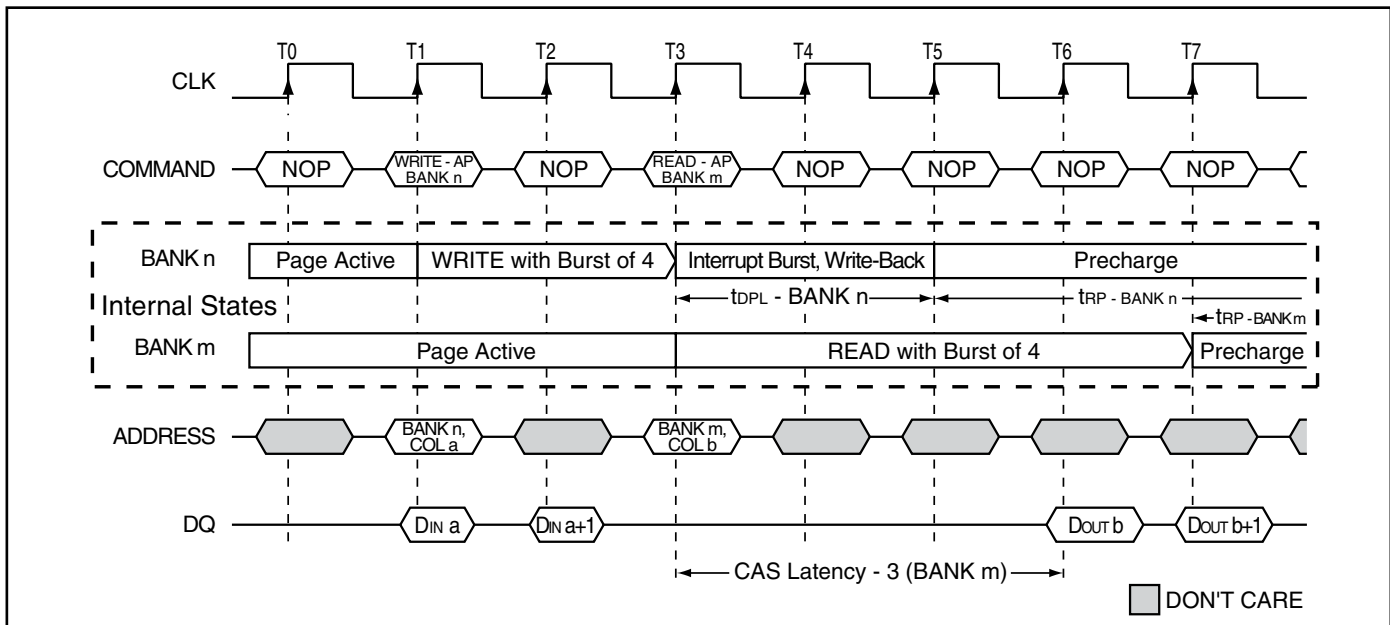 T0 T1 T2 T3 T4 T5 T6 T7
CLK
COMMAND NOP WRITE - AP BANK n NOP READ - AP BANK m NOP NOP NOP NOP
BANK n Page Active WRITE with Burst of 4 Interrupt Burst, Write-Back Precharge
tDPL - BANK n tRP - BANK n
Internal States
tRP - BANK m
BANK m Page Active READ with Burst of 4 Precharge
ADDRESS BANK n, COL a BANK m, COL b
DQ DIN a DIN a+1 DOUT b DOUT b+1
CAS Latency - 3 (BANK m)
DON'T CARE